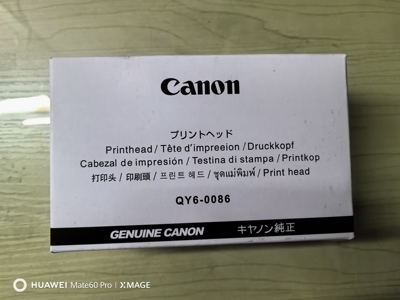 Canon
プリントヘッド
Printhead / Tête d'impreeion / Druckkopf
Cabezal de impresión / Testina di stampa / Printkop
打印头 / 印刷頭 / 프린트 헤드 / ชุดแม่พิมพ์ / Print head
QY6-0086
GENUINE CANON キヤノン純正
HUAWEI Mate60 Pro | XMAGE